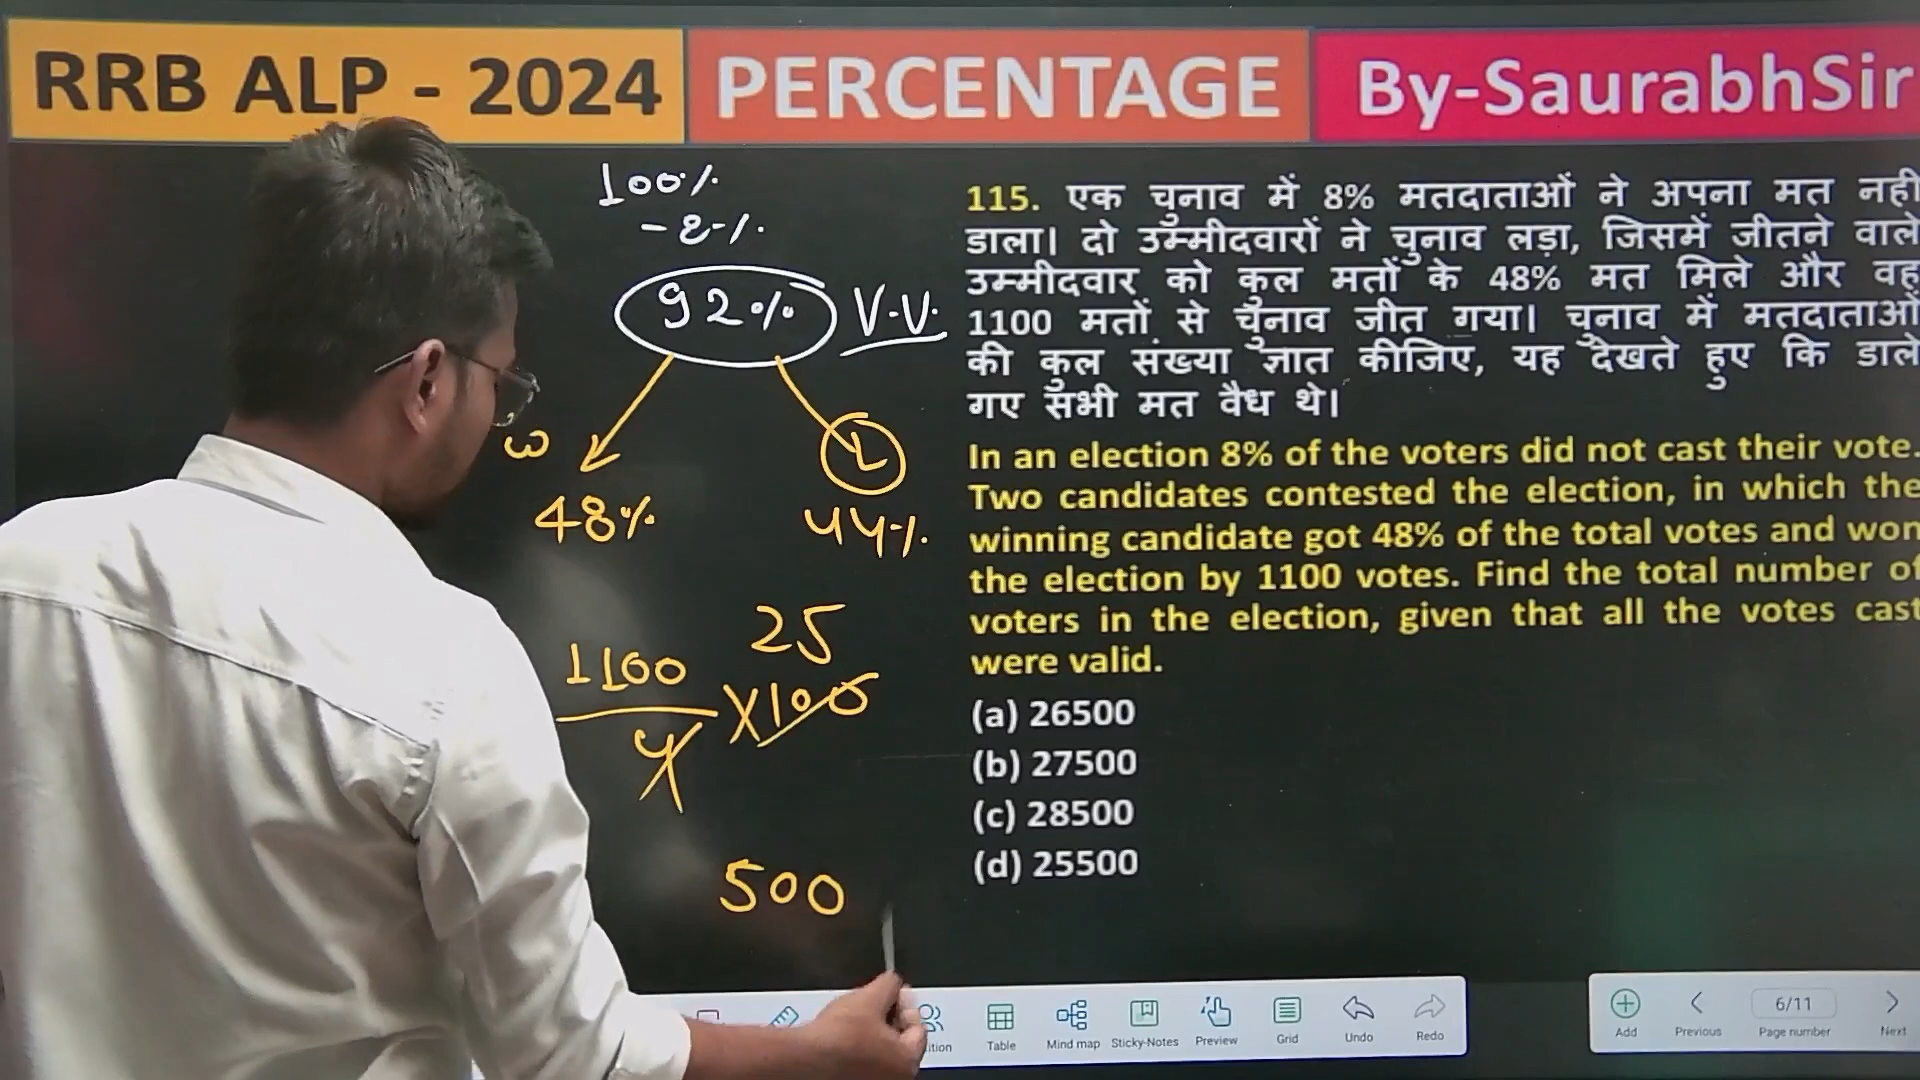 RRB ALP - 2024 PERCENTAGE By-SaurabhSir
100%
-8%
92% V.V.
W L
48% 44%
25
1100
×100
4
500
115. एक चुनाव में 8% मतदाताओं ने अपना मत नही
डाला। दो उम्मीदवारों ने चुनाव लड़ा, जिसमें जीतने वाले
उम्मीदवार को कुल मतों के 48% मत मिले और वह
1100 मतों से चुनाव जीत गया। चुनाव में मतदाताओं
की कुल संख्या ज्ञात कीजिए, यह देखते हुए कि डाले
गए सभी मत वैध थे।
In an election 8% of the voters did not cast their vote.
Two candidates contested the election, in which the
winning candidate got 48% of the total votes and won
the election by 1100 votes. Find the total number of
voters in the election, given that all the votes cast
were valid.
(a) 26500
(b) 27500
(c) 28500
(d) 25500
Table Mind map Sticky-Notes Preview Grid Undo Redo
6/11
Add Previous Page number Next